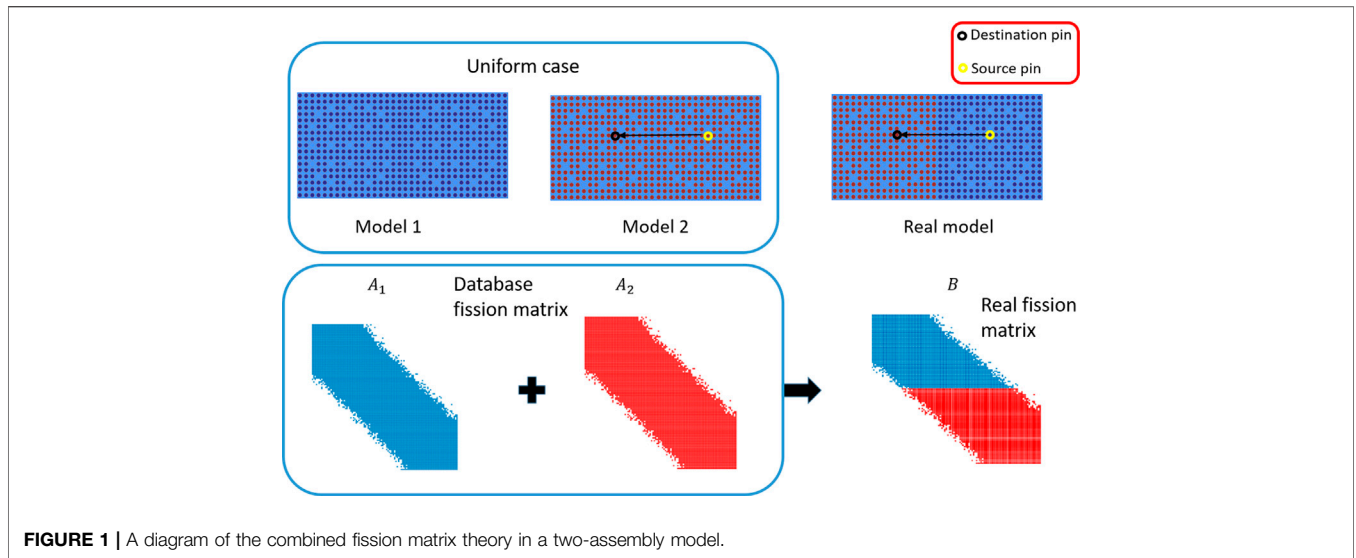 Destination pin
Source pin
Uniform case
Model 1
Model 2
Real model
A₁
Database
fission matrix
A₂
B
Real fission
matrix
FIGURE 1 | A diagram of the combined fission matrix theory in a two-assembly model.